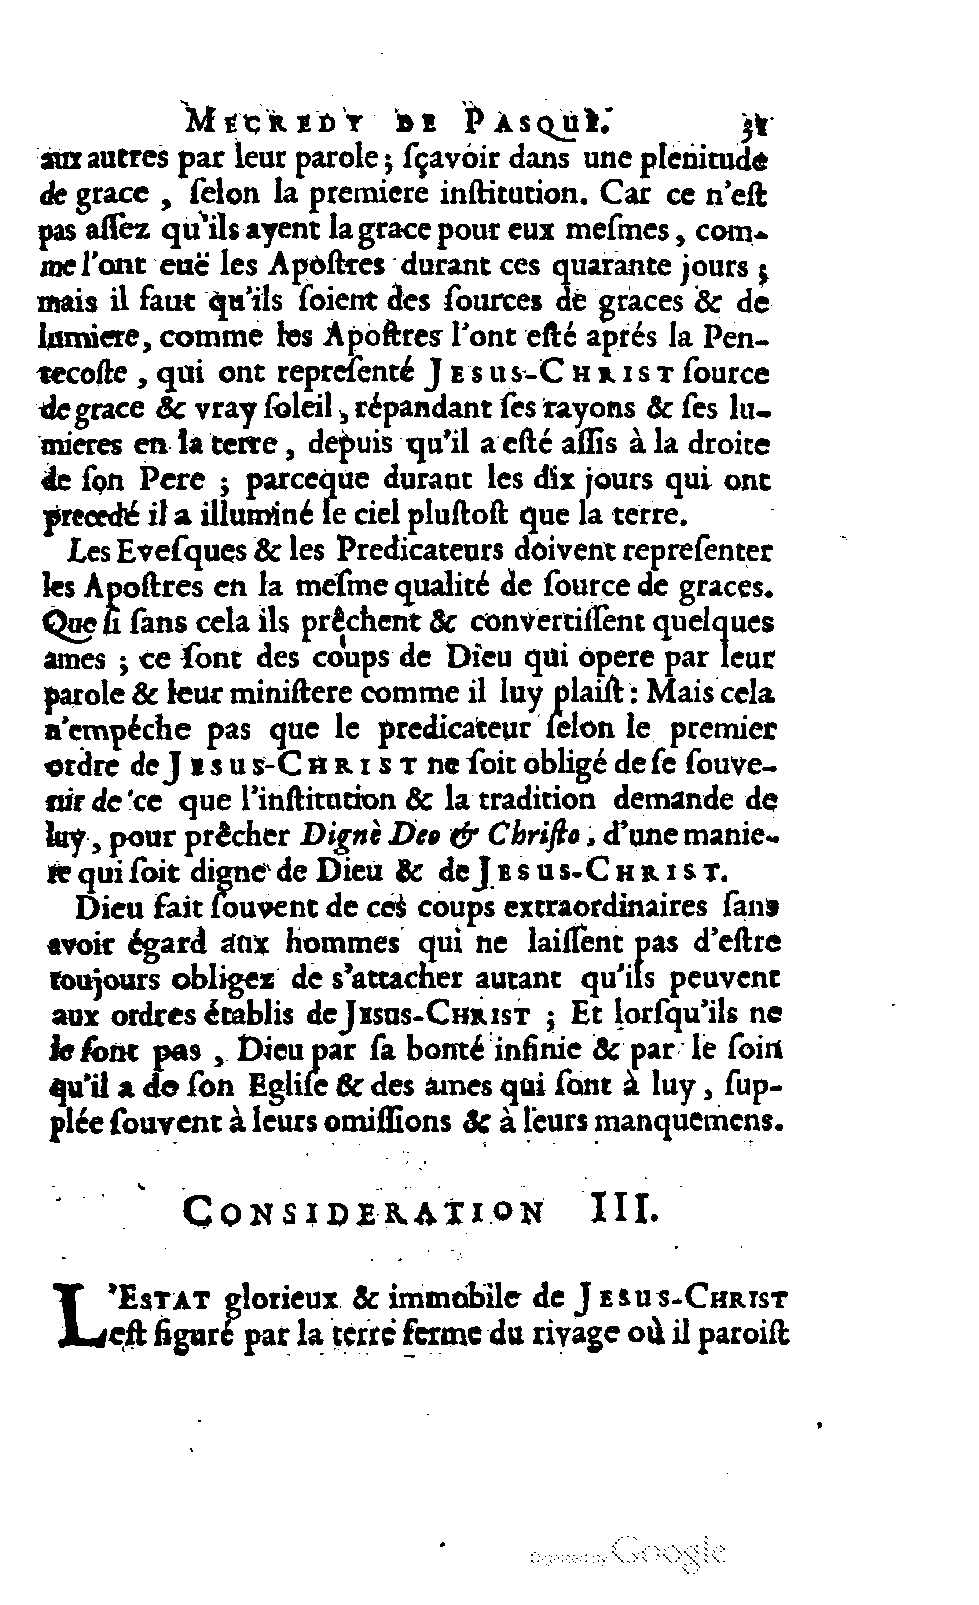 MECREDY DE PASQUE. 31
aux autres par leur parole ; ſçavoir dans une plenitude
de grace , ſelon la premiere inſtitution. Car ce n'eſt
pas aſſez qu'ils ayent la grace pour eux meſmes , com-
me l'ont euë les Apoſtres durant ces quarante jours ;
mais il faut qu'ils ſoient des ſources de graces & de
lumiere, comme les Apoſtres l'ont eſté aprés la Pen-
tecoſte , qui ont repreſenté JESUS-CHRIST ſource
de grace & vray ſoleil , répandant ſes rayons & ſes lu-
mieres en la terre , depuis qu'il a eſté aſſis à la droite
de ſon Pere ; parceque durant les dix jours qui ont
precedé il a illuminé le ciel pluſtoſt que la terre.
Les Eveſques & les Predicateurs doivent repreſenter
les Apoſtres en la meſme qualité de ſource de graces.
Que ſi ſans cela ils prêchent & convertiſſent quelques
ames ; ce ſont des coups de Dieu qui opere par leur
parole & leur miniſtere comme il luy plaiſt : Mais cela
n'empéche pas que le predicateur ſelon le premier
ordre de JESUS-CHRIST ne ſoit obligé de ſe ſouve-
nir de ce que l'inſtitution & la tradition demande de
luy , pour prêcher Dignè Deo & Chriſto, d'une manie-
re qui ſoit digne de Dieu & de JESUS-CHRIST.
Dieu fait ſouvent de ces coups extraordinaires ſans
avoir égard aux hommes qui ne laiſſent pas d'eſtre
toujours obligez de s'attacher autant qu'ils peuvent
aux ordres établis de JESUS-CHRIST ; Et lorſqu'ils ne
le font pas , Dieu par ſa bonté infinie & par le ſoin
qu'il a de ſon Egliſe & des ames qui ſont à luy , ſup-
plée ſouvent à leurs omiſſions & à leurs manquemens.
CONSIDERATION III.
L'ESTAT glorieux & immobile de JESUS-CHRIST
eſt figuré par la terre ferme du rivage où il paroiſt
Digitized by Google